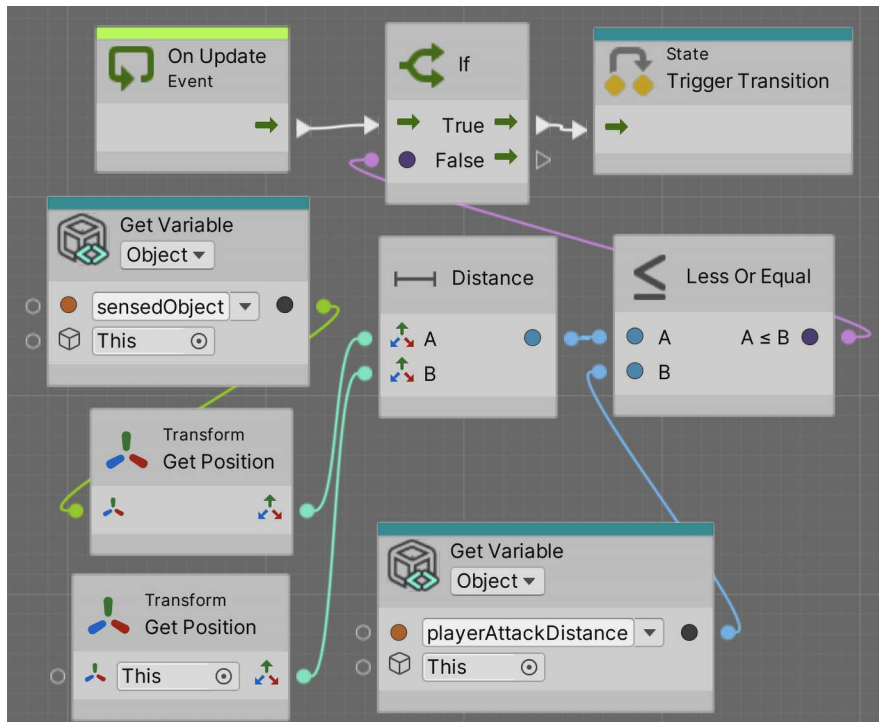 On Update
Event
If
True
False
State
Trigger Transition
Get Variable
Object
sensedObject
This
Distance
A
B
Less Or Equal
A A ≤ B
B
Transform
Get Position
Transform
Get Position
This
Get Variable
Object
playerAttackDistance
This